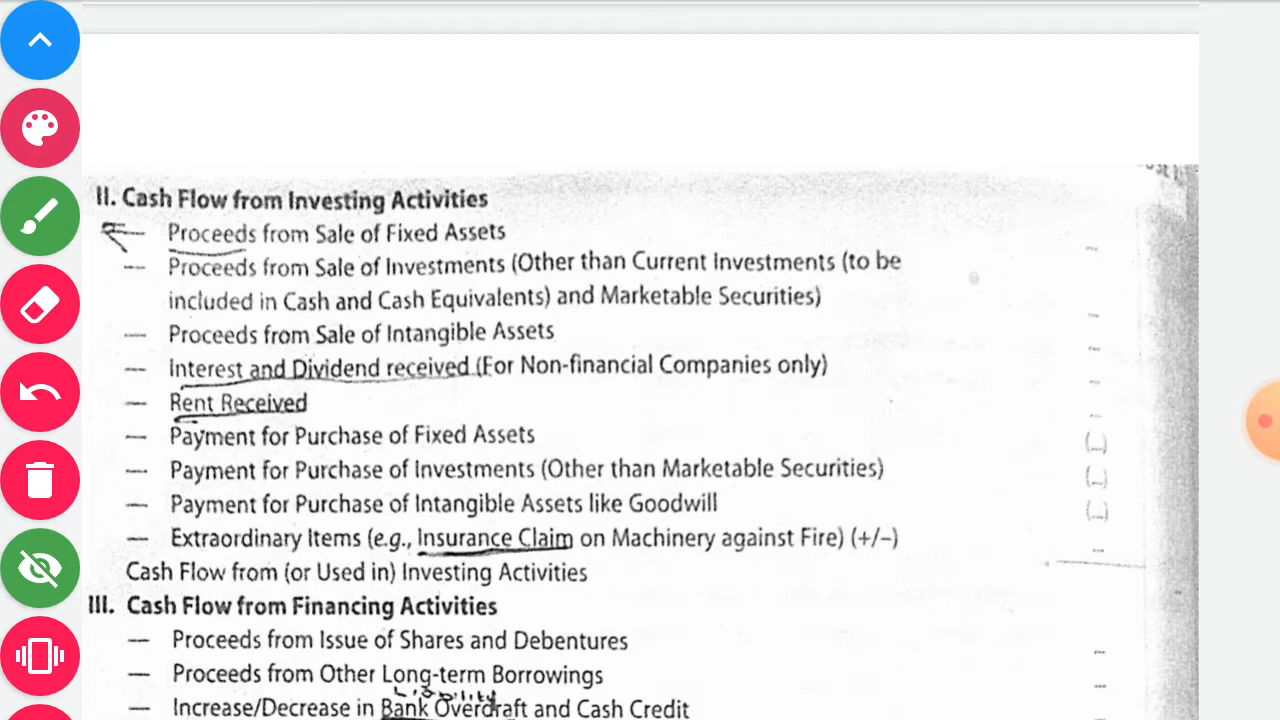 II. Cash Flow from Investing Activities
— Proceeds from Sale of Fixed Assets
— Proceeds from Sale of Investments (Other than Current Investments (to be
included in Cash and Cash Equivalents) and Marketable Securities)
— Proceeds from Sale of Intangible Assets
— Interest and Dividend received (For Non-financial Companies only)
— Rent Received
— Payment for Purchase of Fixed Assets (—)
— Payment for Purchase of Investments (Other than Marketable Securities) (—)
— Payment for Purchase of Intangible Assets like Goodwill (—)
— Extraordinary Items (e.g., Insurance Claim on Machinery against Fire) (+/–)
Cash Flow from (or Used in) Investing Activities
III. Cash Flow from Financing Activities
— Proceeds from Issue of Shares and Debentures
— Proceeds from Other Long-term Borrowings
Liability
— Increase/Decrease in Bank Overdraft and Cash Credit